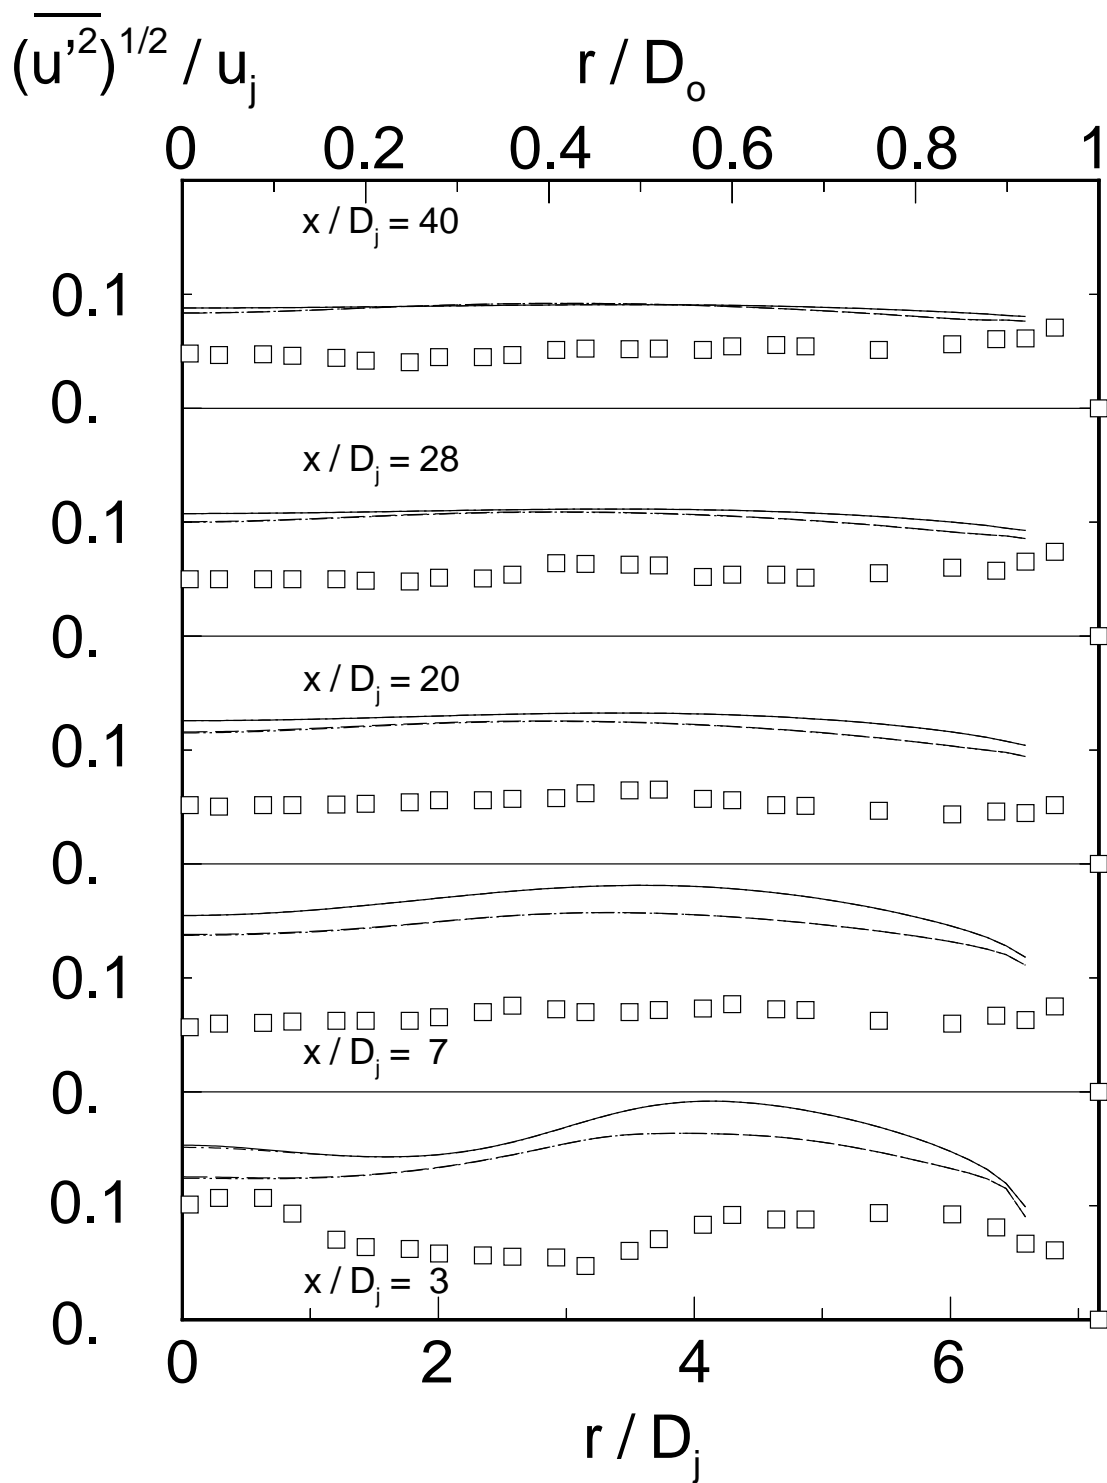 (u'²)¹/² / uⱼ
r / Dₒ
0 0.2 0.4 0.6 0.8 1
x / Dⱼ = 40
0.1
0.
x / Dⱼ = 28
0.1
0.
x / Dⱼ = 20
0.1
0.
0.1
x / Dⱼ = 7
0.
0.1
x / Dⱼ = 3
0.
0 2 4 6
r / Dⱼ